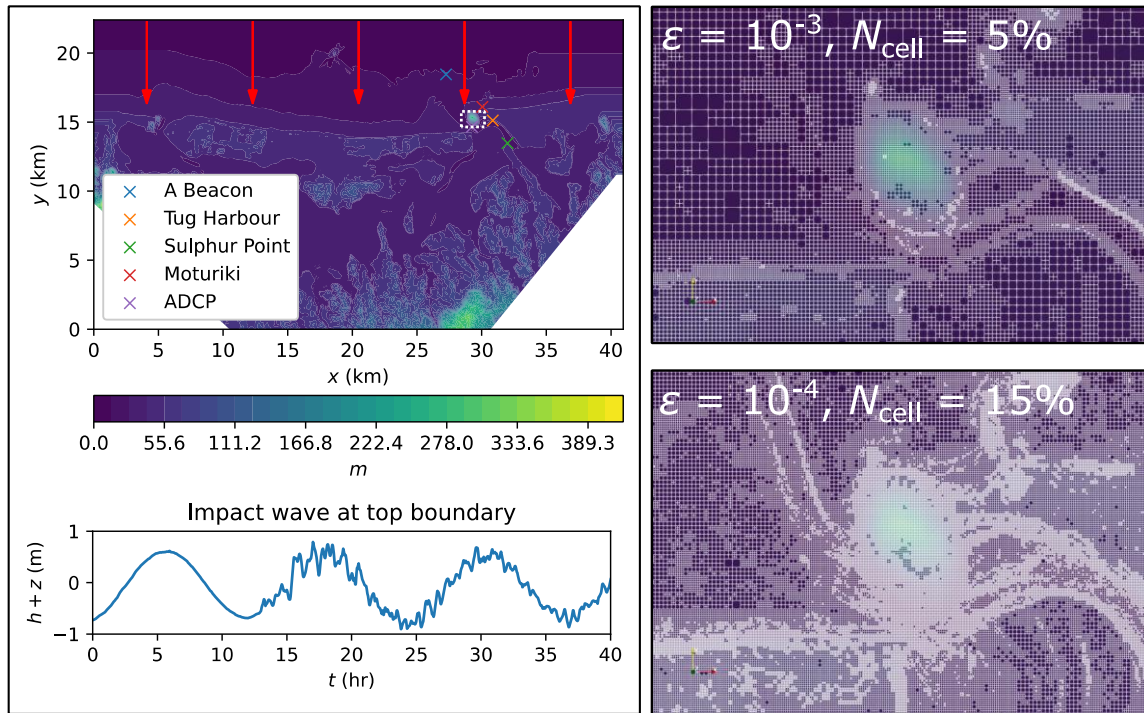 20
15
10
5
0
y (km)
A Beacon
Tug Harbour
Sulphur Point
Moturiki
ADCP
0 5 10 15 20 25 30 35 40
x (km)
0.0 55.6 111.2 166.8 222.4 278.0 333.6 389.3
m
Impact wave at top boundary
1
0
−1
h + z (m)
0 5 10 15 20 25 30 35 40
t (hr)
ε = 10⁻³, N_cell = 5%
ε = 10⁻⁴, N_cell = 15%